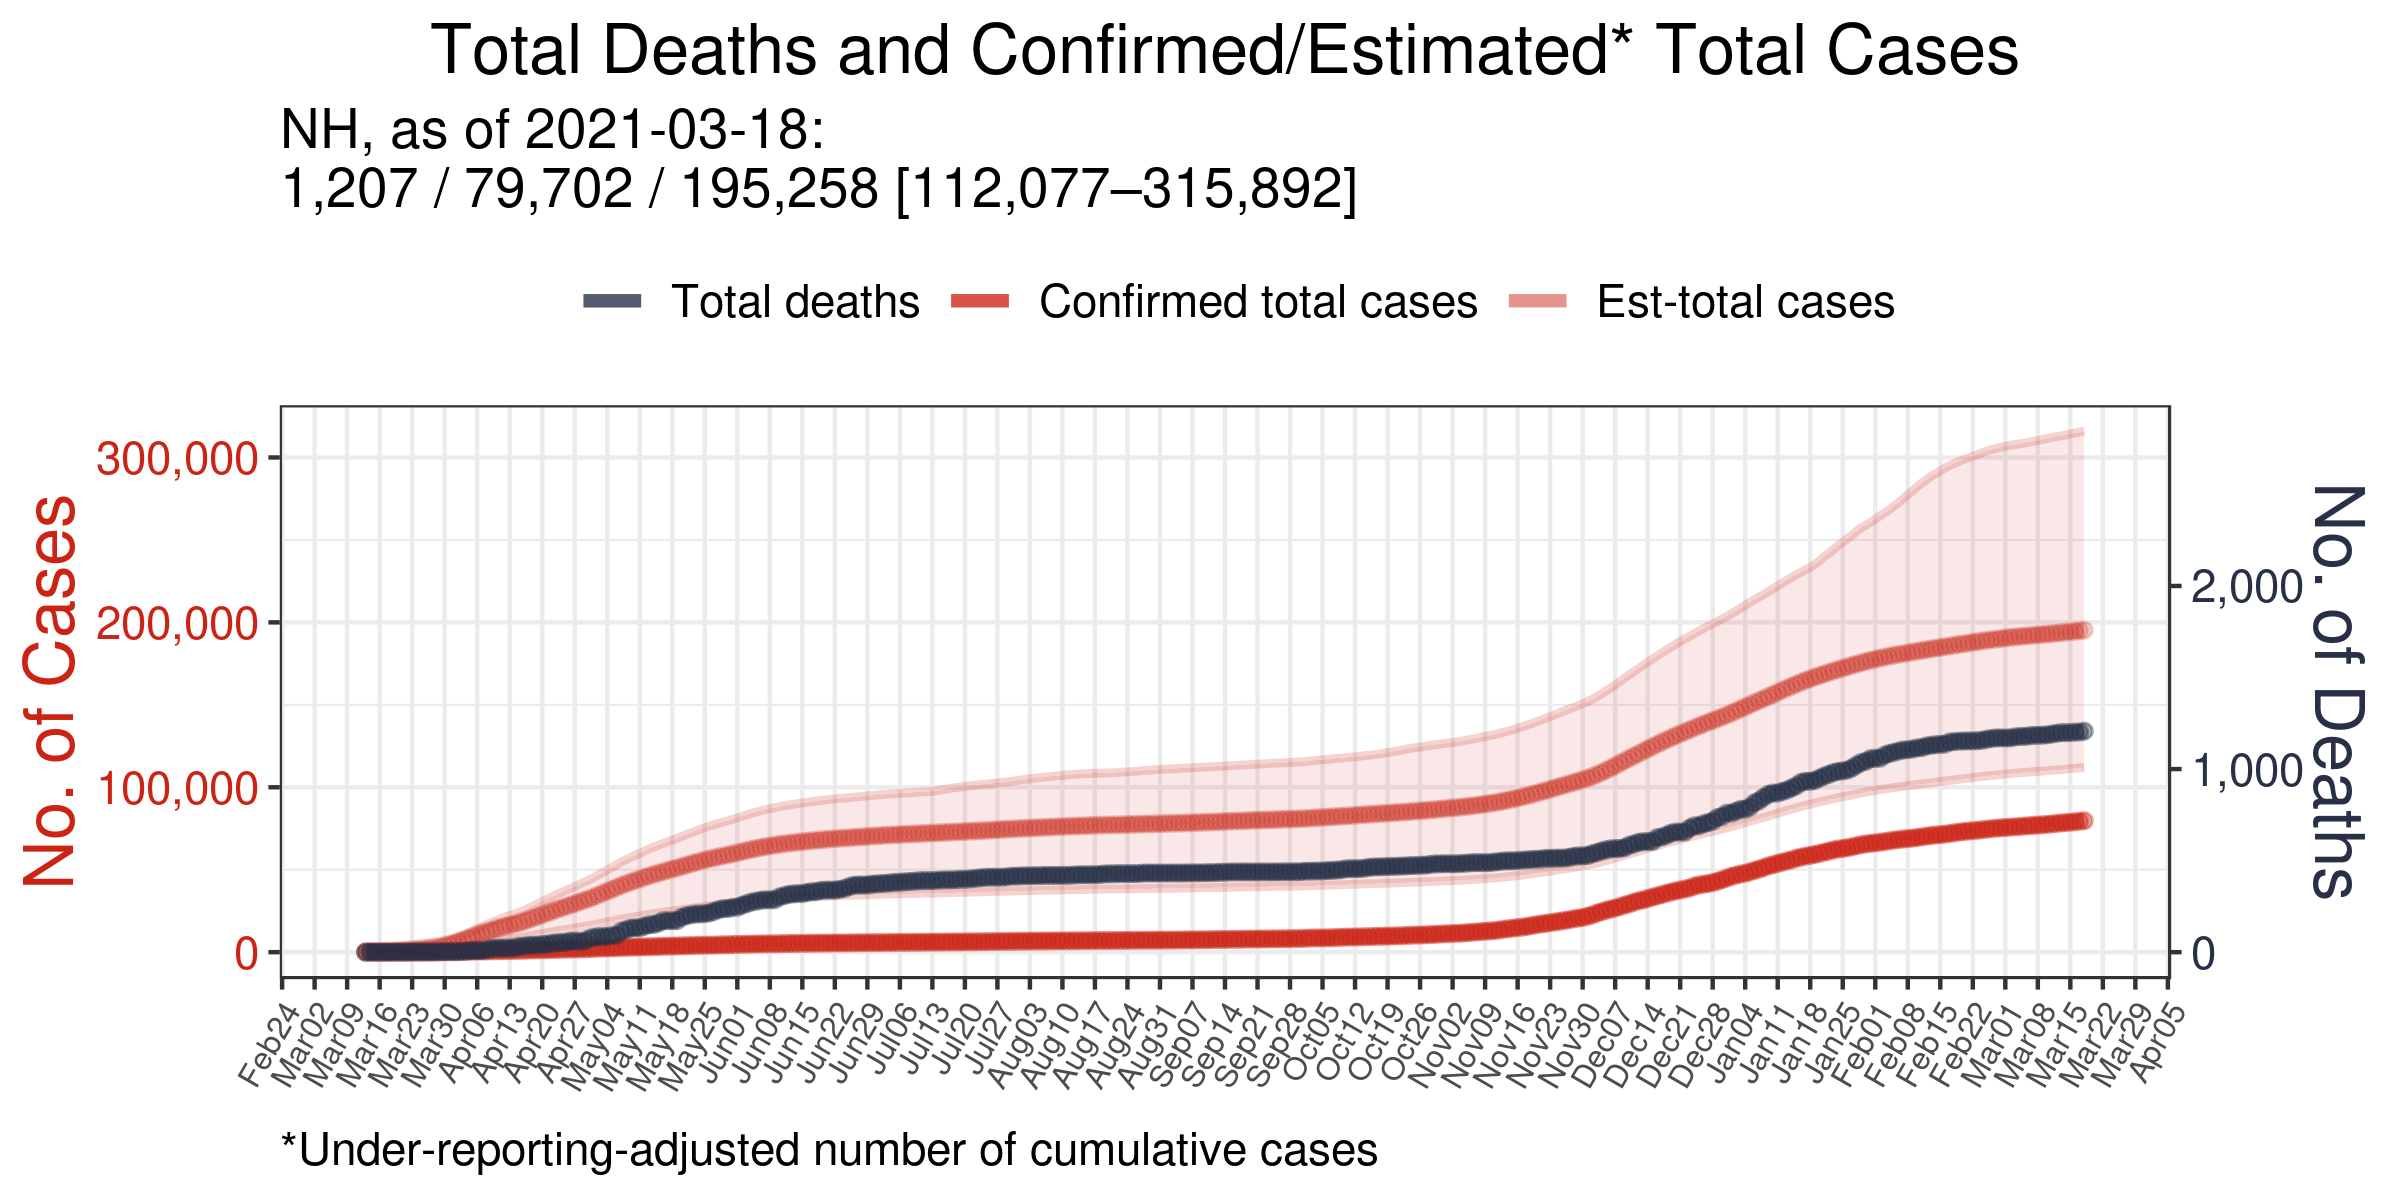 Total Deaths and Confirmed/Estimated* Total Cases
NH, as of 2021-03-18:
1,207 / 79,702 / 195,258 [112,077–315,892]
Total deaths
Confirmed total cases
Est-total cases
No. of Cases
300,000
200,000
100,000
0
2,000
1,000
0
No. of Deaths
Feb24
Mar02
Mar09
Mar16
Mar23
Mar30
Apr06
Apr13
Apr20
Apr27
May04
May11
May18
May25
Jun01
Jun08
Jun15
Jun22
Jun29
Jul06
Jul13
Jul20
Jul27
Aug03
Aug10
Aug17
Aug24
Aug31
Sep07
Sep14
Sep21
Sep28
Oct05
Oct12
Oct19
Oct26
Nov02
Nov09
Nov16
Nov23
Nov30
Dec07
Dec14
Dec21
Dec28
Jan04
Jan11
Jan18
Jan25
Feb01
Feb08
Feb15
Feb22
Mar01
Mar08
Mar15
Mar22
Mar29
Apr05
*Under-reporting-adjusted number of cumulative cases